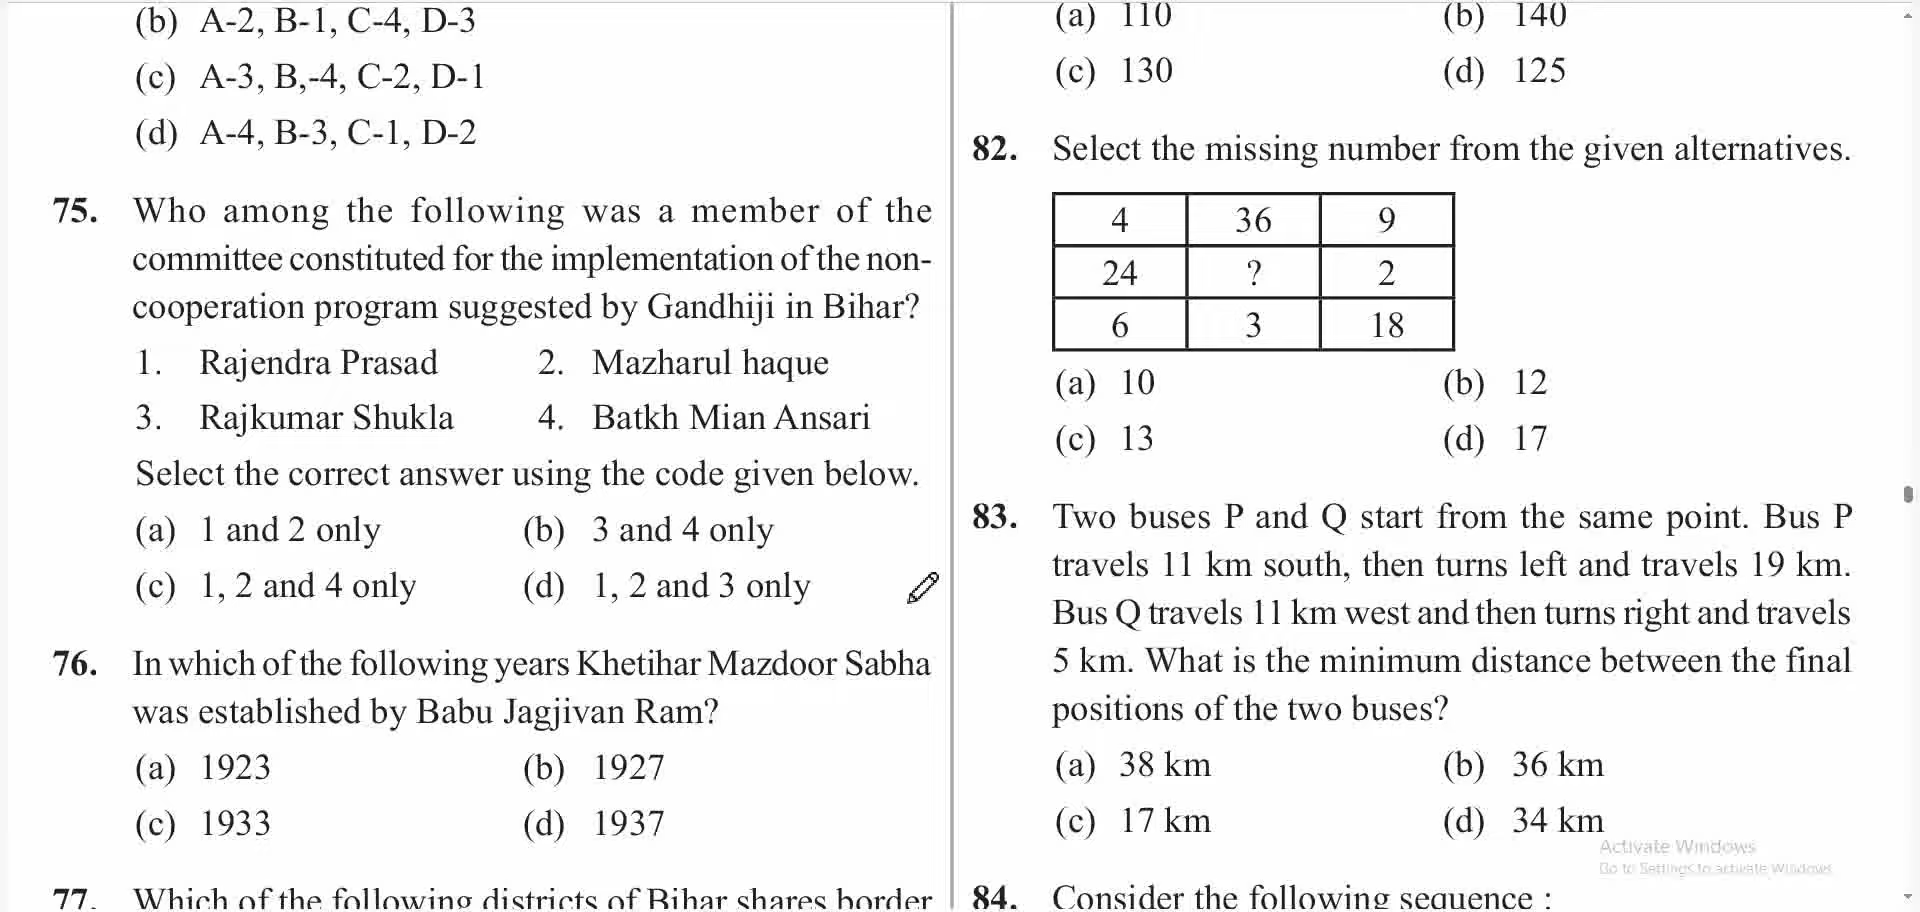 (b) A-2, B-1, C-4, D-3
(c) A-3, B,-4, C-2, D-1
(d) A-4, B-3, C-1, D-2
75. Who among the following was a member of the
committee constituted for the implementation of the non-
cooperation program suggested by Gandhiji in Bihar?
1. Rajendra Prasad 2. Mazharul haque
3. Rajkumar Shukla 4. Batkh Mian Ansari
Select the correct answer using the code given below.
(a) 1 and 2 only (b) 3 and 4 only
(c) 1, 2 and 4 only (d) 1, 2 and 3 only
76. In which of the following years Khetihar Mazdoor Sabha
was established by Babu Jagjivan Ram?
(a) 1923 (b) 1927
(c) 1933 (d) 1937
77. Which of the following districts of Bihar shares border
(a) 110 (b) 140
(c) 130 (d) 125
82. Select the missing number from the given alternatives.
4 36 9
24 ? 2
6 3 18
(a) 10 (b) 12
(c) 13 (d) 17
83. Two buses P and Q start from the same point. Bus P
travels 11 km south, then turns left and travels 19 km.
Bus Q travels 11 km west and then turns right and travels
5 km. What is the minimum distance between the final
positions of the two buses?
(a) 38 km (b) 36 km
(c) 17 km (d) 34 km
84. Consider the following sequence :
Activate Windows
Go to Settings to activate Windows.